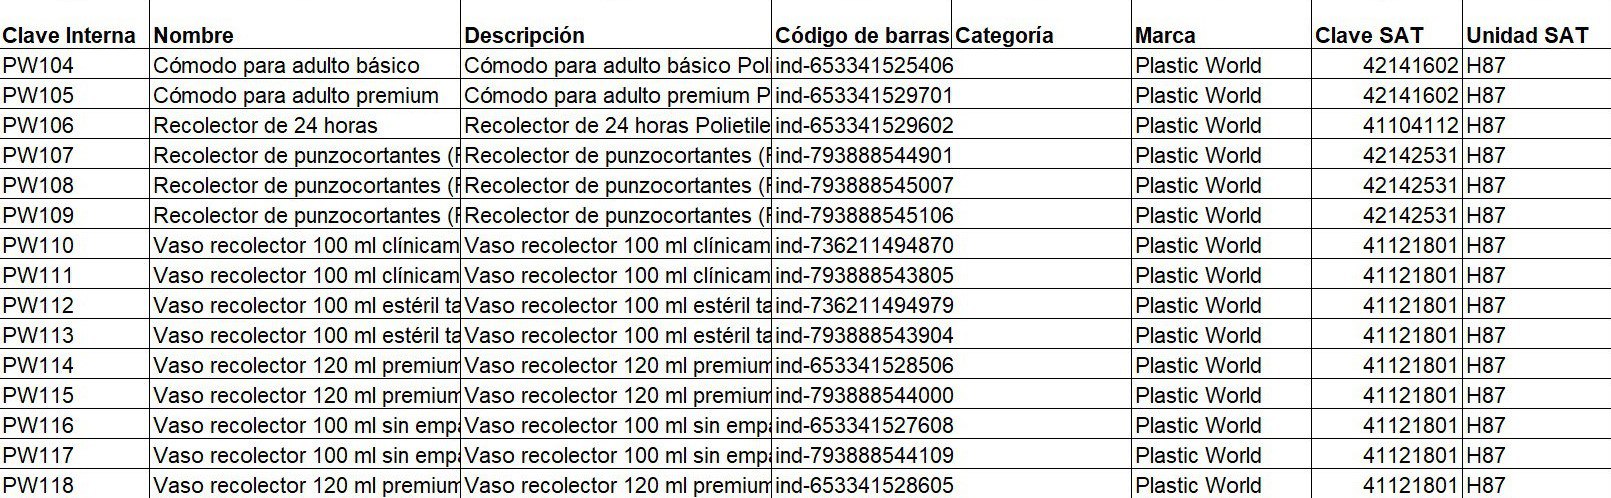 Clave Interna Nombre Descripción Código de barras Categoría Marca Clave SAT Unidad SAT
PW104 Cómodo para adulto básico Cómodo para adulto básico Pol ind-653341525406 Plastic World 42141602 H87
PW105 Cómodo para adulto premium Cómodo para adulto premium P ind-653341529701 Plastic World 42141602 H87
PW106 Recolector de 24 horas Recolector de 24 horas Polietile ind-653341529602 Plastic World 41104112 H87
PW107 Recolector de punzocortantes ( Recolector de punzocortantes ( ind-793888544901 Plastic World 42142531 H87
PW108 Recolector de punzocortantes ( Recolector de punzocortantes ( ind-793888545007 Plastic World 42142531 H87
PW109 Recolector de punzocortantes ( Recolector de punzocortantes ( ind-793888545106 Plastic World 42142531 H87
PW110 Vaso recolector 100 ml clínicam Vaso recolector 100 ml clínicam ind-736211494870 Plastic World 41121801 H87
PW111 Vaso recolector 100 ml clínicam Vaso recolector 100 ml clínicam ind-793888543805 Plastic World 41121801 H87
PW112 Vaso recolector 100 ml estéril ta Vaso recolector 100 ml estéril ta ind-736211494979 Plastic World 41121801 H87
PW113 Vaso recolector 100 ml estéril ta Vaso recolector 100 ml estéril ta ind-793888543904 Plastic World 41121801 H87
PW114 Vaso recolector 120 ml premium Vaso recolector 120 ml premium ind-653341528506 Plastic World 41121801 H87
PW115 Vaso recolector 120 ml premium Vaso recolector 120 ml premium ind-793888544000 Plastic World 41121801 H87
PW116 Vaso recolector 100 ml sin empa Vaso recolector 100 ml sin empa ind-653341527608 Plastic World 41121801 H87
PW117 Vaso recolector 100 ml sin empa Vaso recolector 100 ml sin empa ind-793888544109 Plastic World 41121801 H87
PW118 Vaso recolector 120 ml premium Vaso recolector 120 ml premium ind-653341528605 Plastic World 41121801 H87